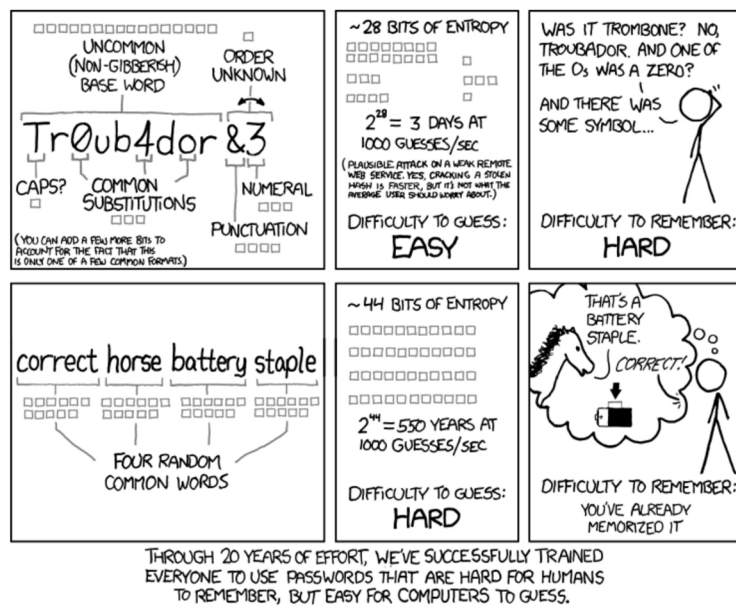 UNCOMMON
(NON-GIBBERISH)
BASE WORD
ORDER
UNKNOWN
Tr0ub4dor &3
CAPS?
COMMON
SUBSTITUTIONS
NUMERAL
PUNCTUATION
(YOU CAN ADD A FEW MORE BITS TO
ACCOUNT FOR THE FACT THAT THIS
IS ONLY ONE OF A FEW COMMON FORMATS.)
~28 BITS OF ENTROPY
2^28 = 3 DAYS AT
1000 GUESSES/SEC
(PLAUSIBLE ATTACK ON A WEAK REMOTE
WEB SERVICE. YES, CRACKING A STOLEN
HASH IS FASTER, BUT IT'S NOT WHAT THE
AVERAGE USER SHOULD WORRY ABOUT.)
DIFFICULTY TO GUESS:
EASY
WAS IT TROMBONE? NO,
TROUBADOR. AND ONE OF
THE Os WAS A ZERO?
AND THERE WAS
SOME SYMBOL...
DIFFICULTY TO REMEMBER:
HARD
correct horse battery staple
FOUR RANDOM
COMMON WORDS
~44 BITS OF ENTROPY
2^44 = 550 YEARS AT
1000 GUESSES/SEC
DIFFICULTY TO GUESS:
HARD
THAT'S A
BATTERY
STAPLE.
CORRECT!
DIFFICULTY TO REMEMBER:
YOU'VE ALREADY
MEMORIZED IT
THROUGH 20 YEARS OF EFFORT, WE'VE SUCCESSFULLY TRAINED
EVERYONE TO USE PASSWORDS THAT ARE HARD FOR HUMANS
TO REMEMBER, BUT EASY FOR COMPUTERS TO GUESS.